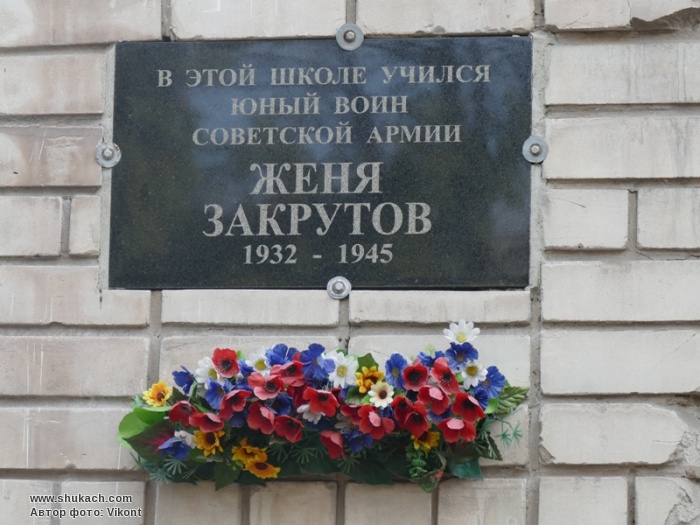 В ЭТОЙ ШКОЛЕ УЧИЛСЯ
ЮНЫЙ ВОИН
СОВЕТСКОЙ АРМИИ
ЖЕНЯ
ЗАКРУТОВ
1932 - 1945
www.shukach.com
Автор фото: Vikont